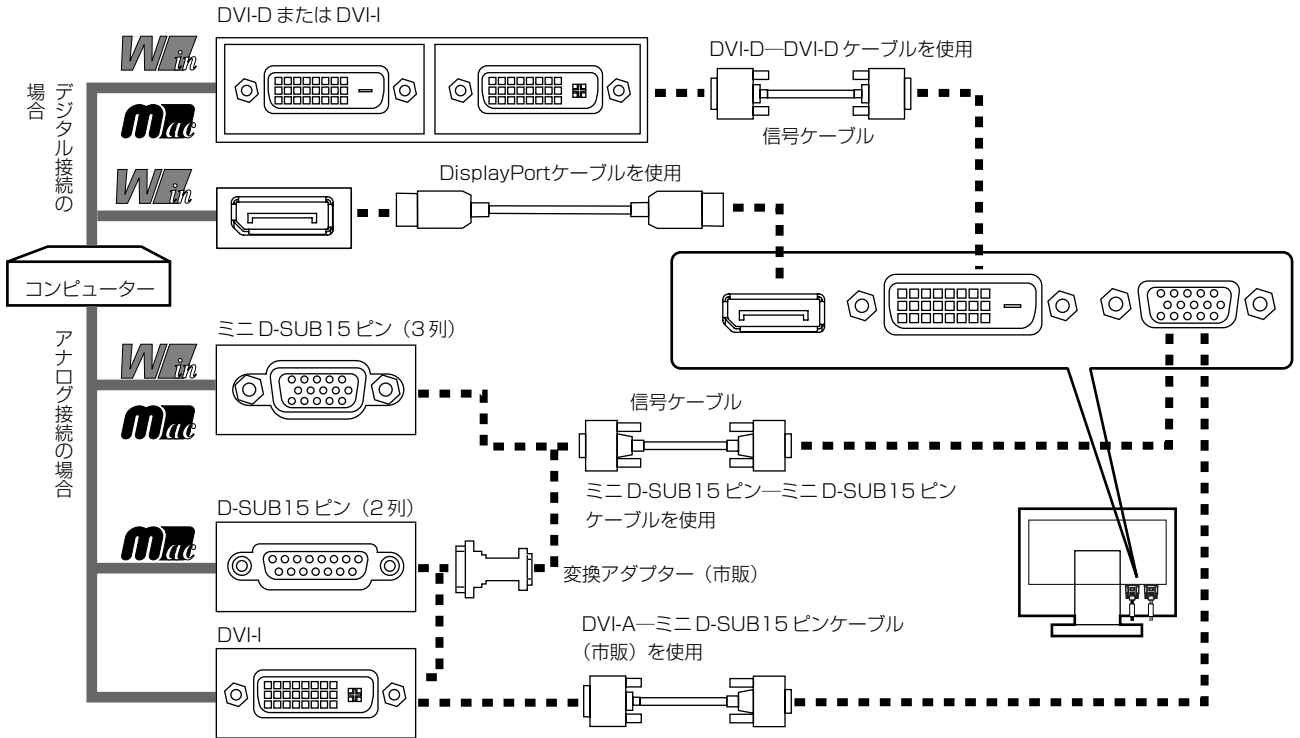 DVI-D または DVI-I
Win
Mac
DVI-D―DVI-D ケーブルを使用
信号ケーブル
デジタル接続の
場合
Win
DisplayPortケーブルを使用
コンピューター
アナログ接続の場合
ミニ D-SUB15 ピン（3 列）
Win
Mac
信号ケーブル
ミニ D-SUB15 ピン―ミニ D-SUB15 ピン
ケーブルを使用
D-SUB15 ピン（2 列）
Mac
変換アダプター（市販）
DVI-I
DVI-A―ミニ D-SUB15 ピンケーブル
（市販）を使用